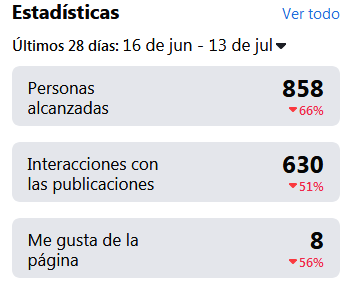 Estadísticas
Ver todo
Últimos 28 días: 16 de jun - 13 de jul
Personas
alcanzadas
858
66%
Interacciones con
las publicaciones
630
51%
Me gusta de la
página
8
56%